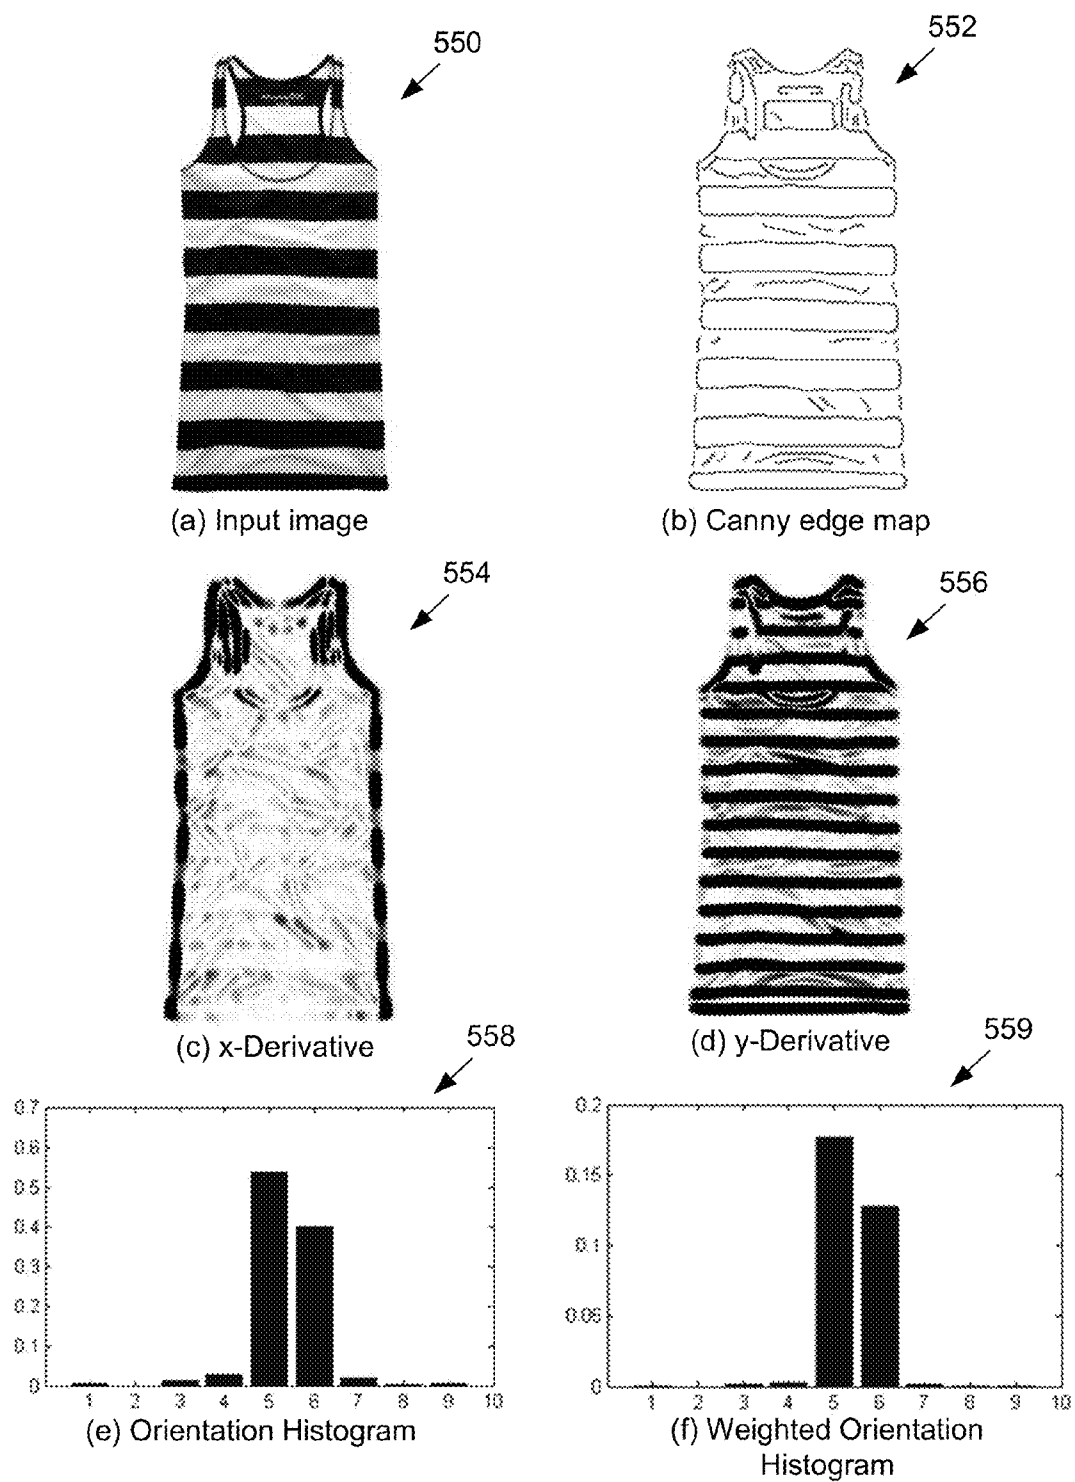 550
552
(a) Input image
(b) Canny edge map
554
556
(c) x-Derivative
(d) y-Derivative
558
559
0.7
0.6
0.5
0.4
0.3
0.2
0.1
0
1 2 3 4 5 6 7 8 9 10
(e) Orientation Histogram
0.2
0.15
0.1
0.05
0
1 2 3 4 5 6 7 8 9 10
(f) Weighted Orientation
Histogram